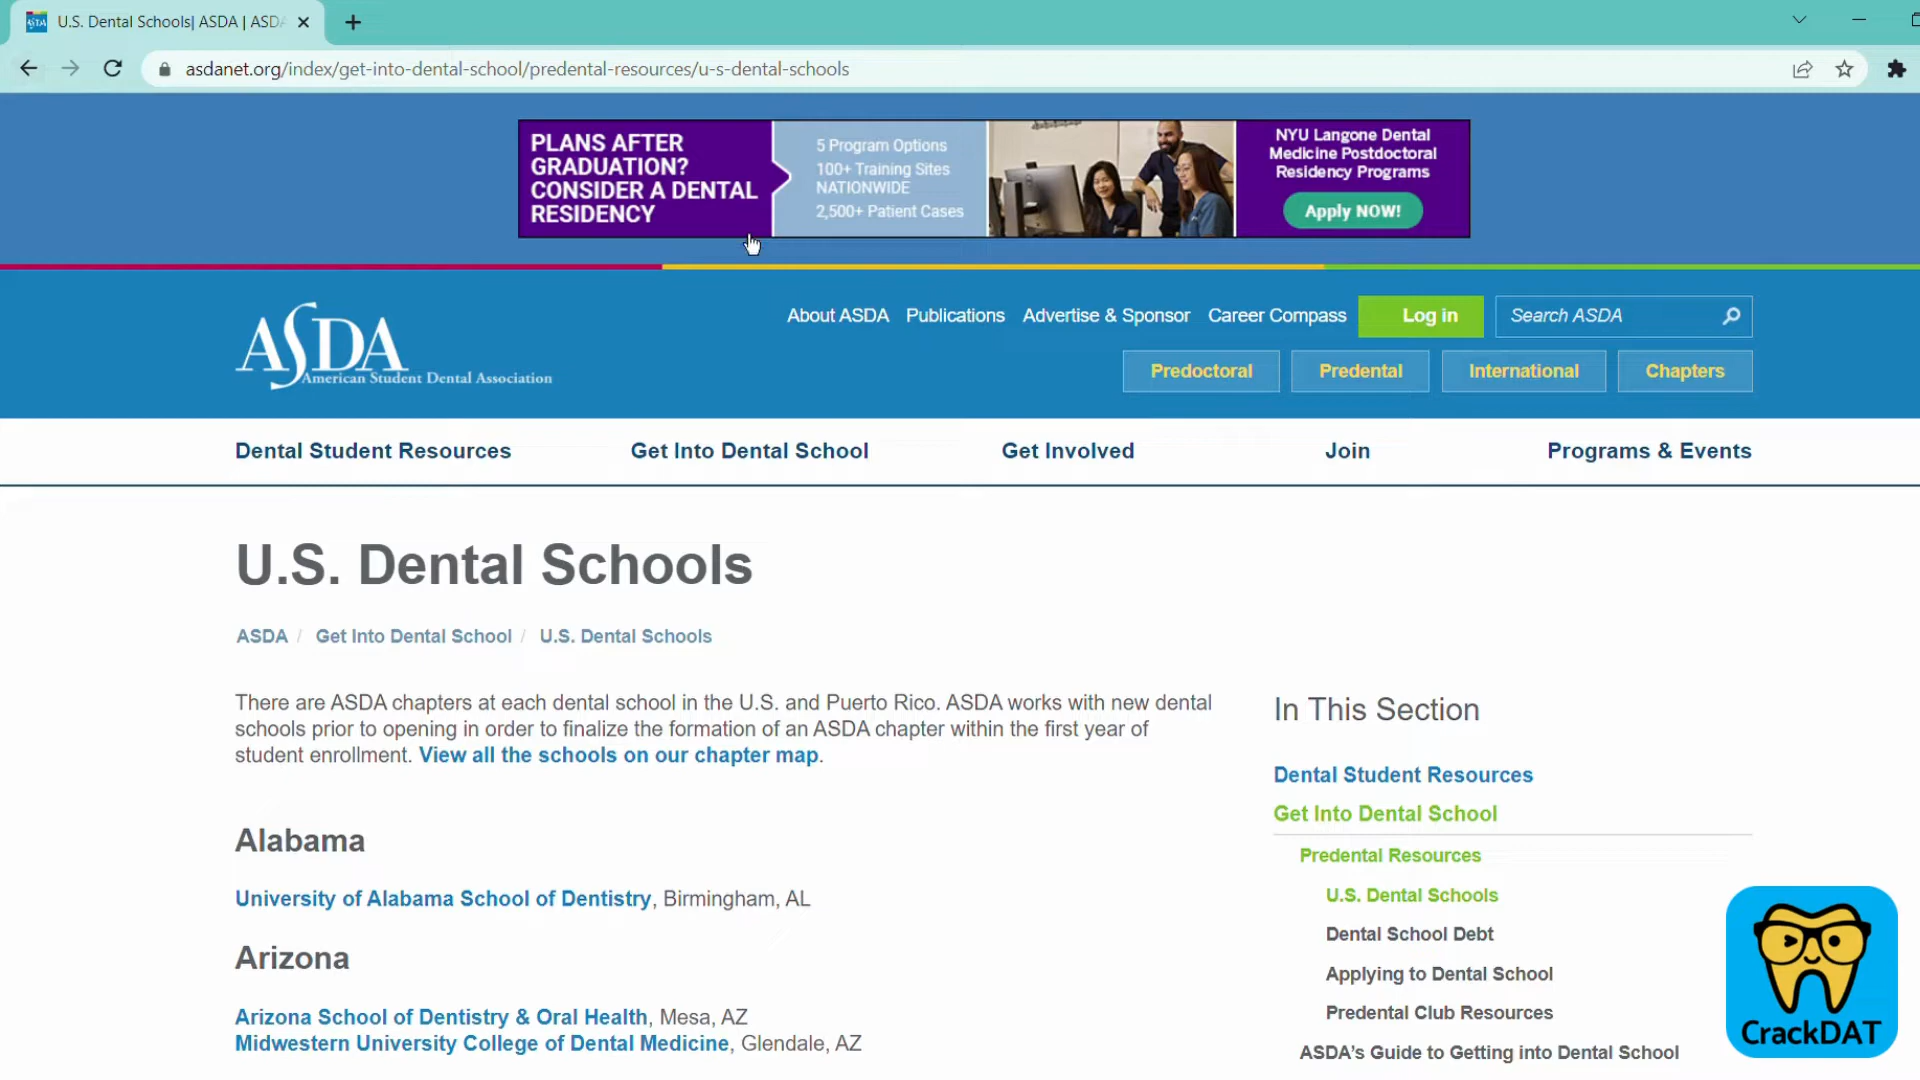 U.S. Dental Schools| ASDA | ASD
asdanet.org/index/get-into-dental-school/predental-resources/u-s-dental-schools
PLANS AFTER
GRADUATION?
CONSIDER A DENTAL
RESIDENCY
5 Program Options
100+ Training Sites
NATIONWIDE
2,500+ Patient Cases
NYU Langone Dental
Medicine Postdoctoral
Residency Programs
Apply NOW!
ASDA
American Student Dental Association
About ASDA Publications Advertise & Sponsor Career Compass Log in Search ASDA
Predoctoral Predental International Chapters
Dental Student Resources Get Into Dental School Get Involved Join Programs & Events
U.S. Dental Schools
ASDA / Get Into Dental School / U.S. Dental Schools
There are ASDA chapters at each dental school in the U.S. and Puerto Rico. ASDA works with new dental
schools prior to opening in order to finalize the formation of an ASDA chapter within the first year of
student enrollment. View all the schools on our chapter map.
Alabama
University of Alabama School of Dentistry, Birmingham, AL
Arizona
Arizona School of Dentistry & Oral Health, Mesa, AZ
Midwestern University College of Dental Medicine, Glendale, AZ
In This Section
Dental Student Resources
Get Into Dental School
Predental Resources
U.S. Dental Schools
Dental School Debt
Applying to Dental School
Predental Club Resources
ASDA's Guide to Getting into Dental School
CrackDAT